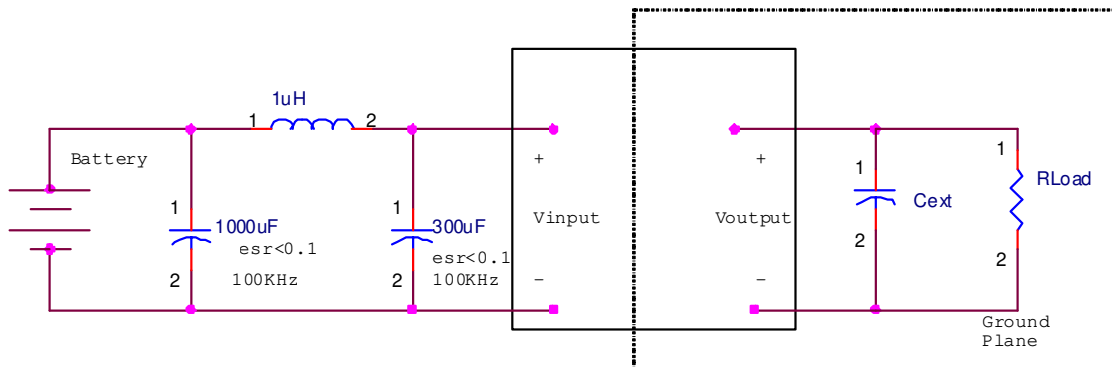 1uH
1 2
Battery
+ + 1 1
RLoad
1 1
1000uF 300uF Vinput Voutput Cext
esr<0.1 esr<0.1
2 2 100KHz 2 100KHz − − 2 2
Ground
Plane